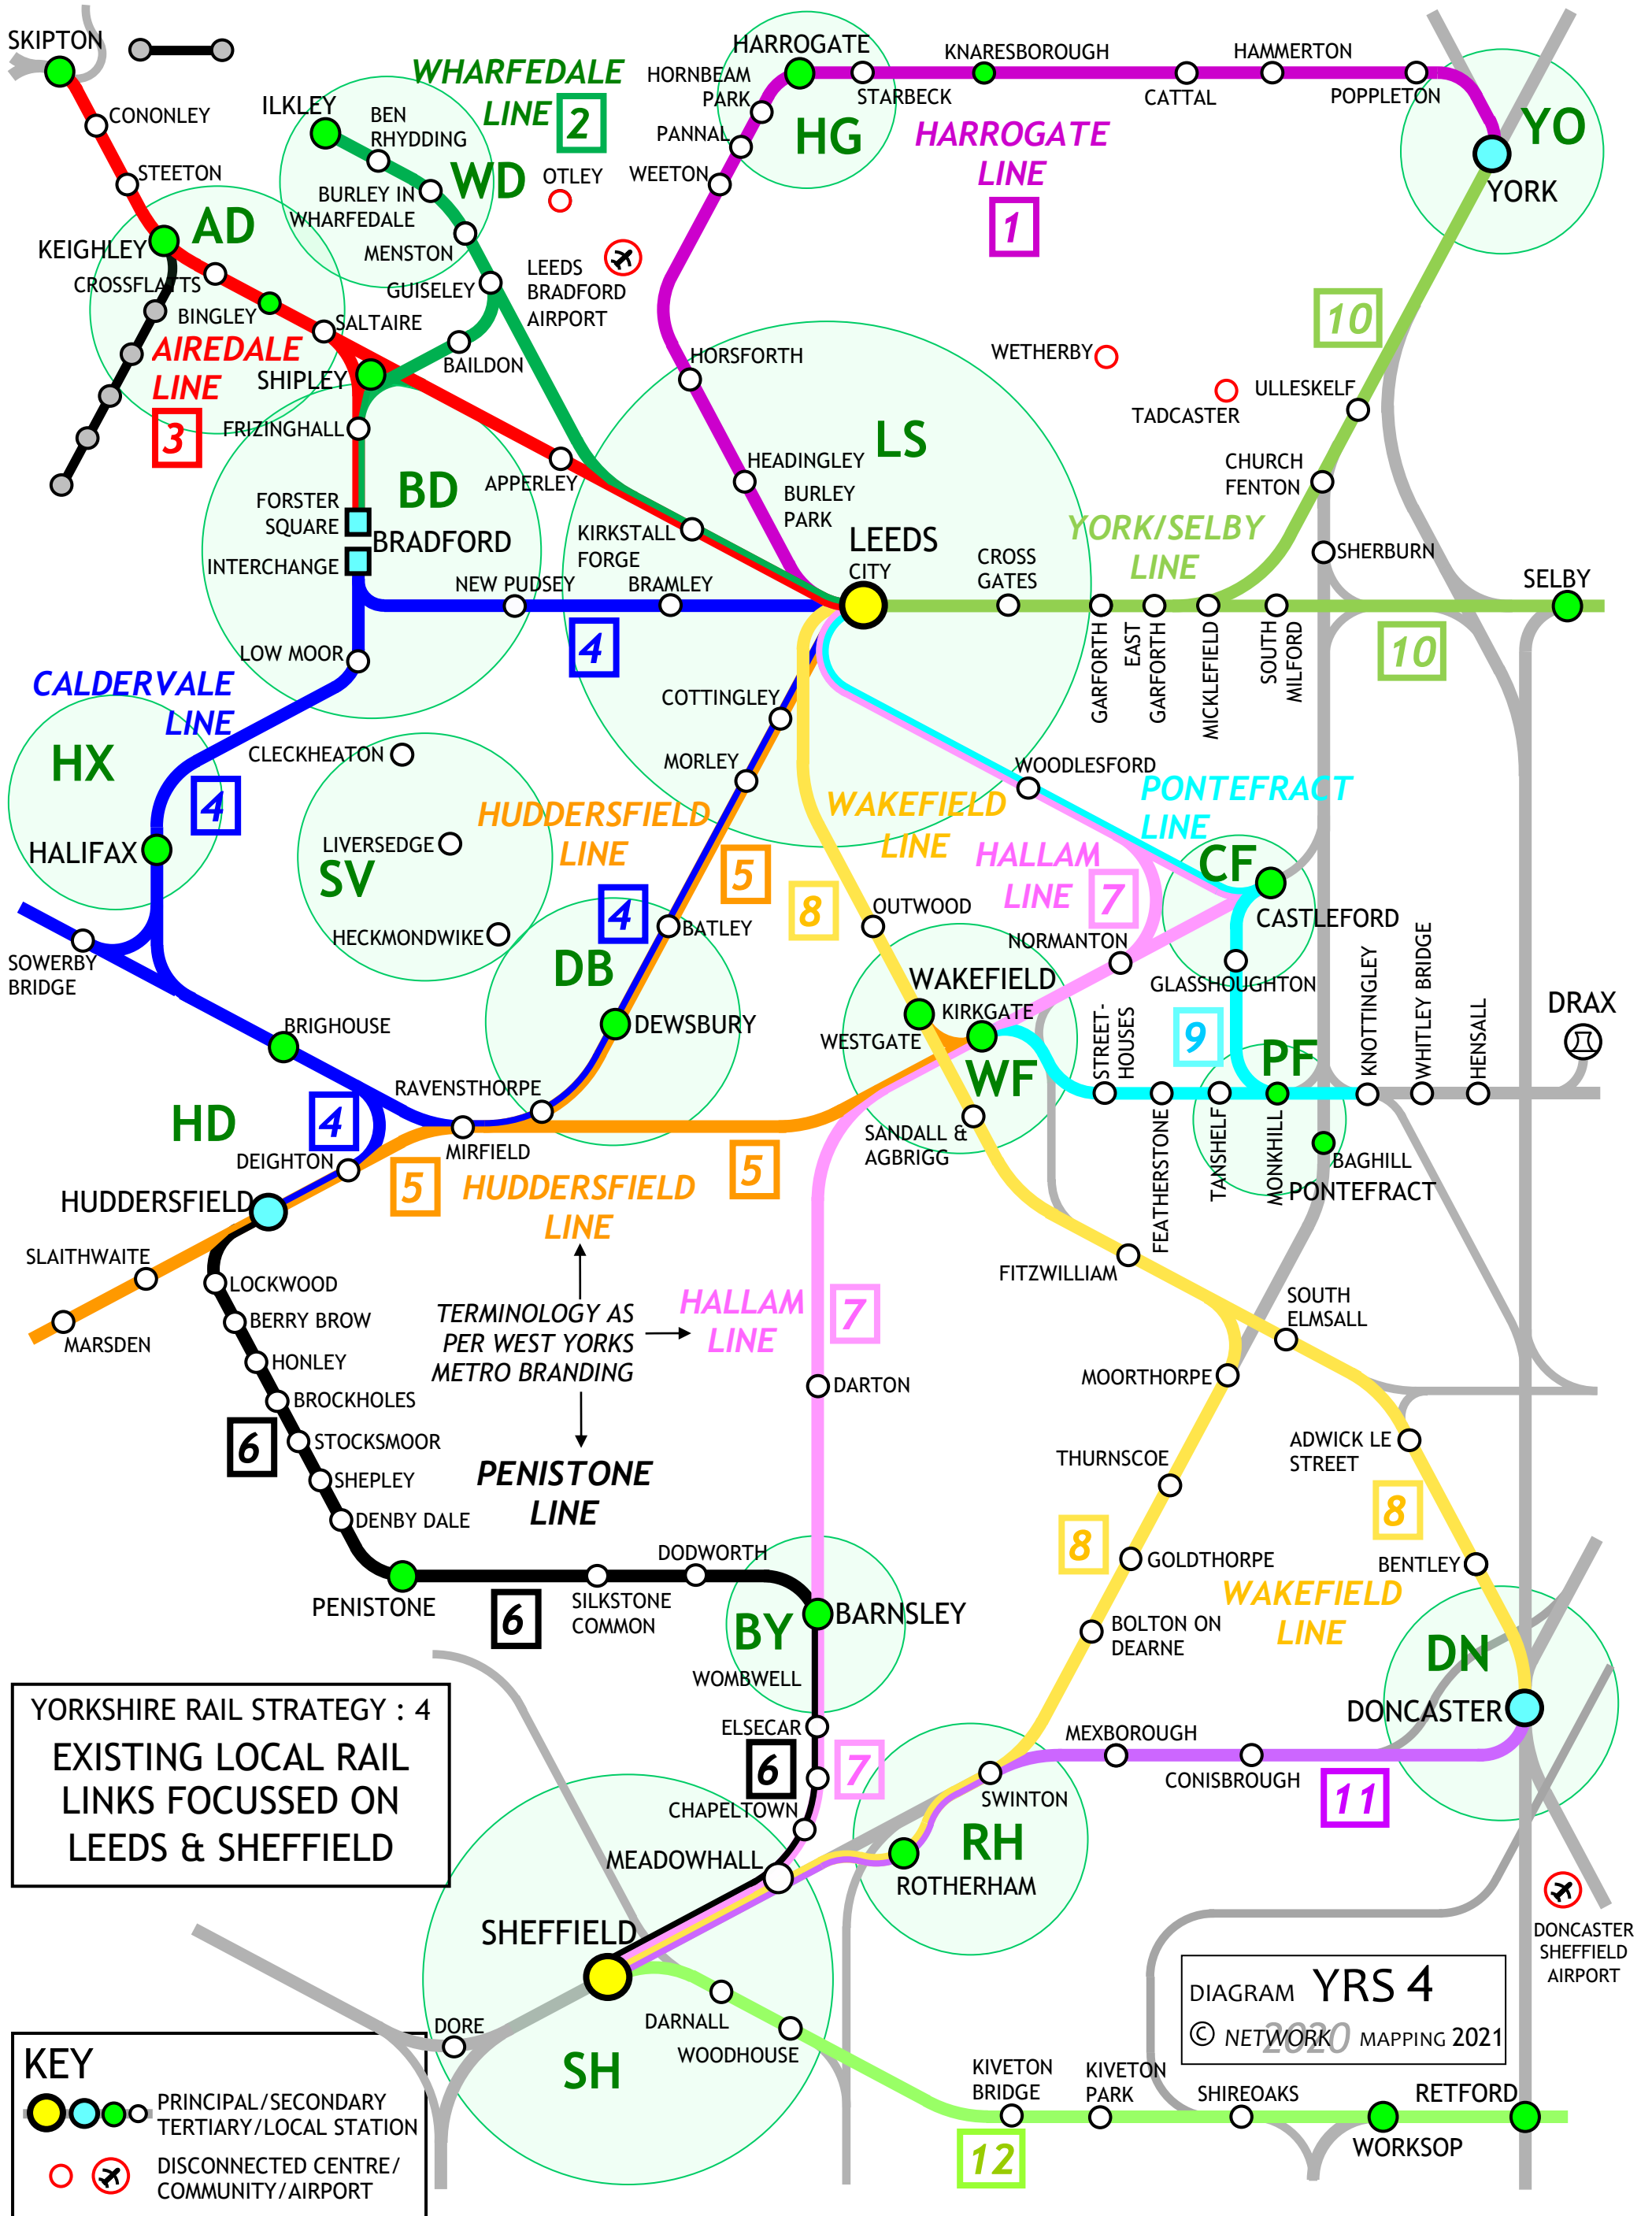 SKIPTON
CONONLEY
STEETON
KEIGHLEY
AD
CROSSFLATTS
BINGLEY
SALTAIRE
AIREDALE
LINE
3
SHIPLEY
FRIZINGHALL
WHARFEDALE
LINE
2
ILKLEY
BEN
RHYDDING
WD
BURLEY IN
WHARFEDALE
MENSTON
GUISELEY
BAILDON
OTLEY
LEEDS
BRADFORD
AIRPORT
HARROGATE
HORNBEAM
PARK
PANNAL
WEETON
HG
STARBECK
KNARESBOROUGH
HARROGATE
LINE
1
CATTAL
HAMMERTON
POPPLETON
YO
YORK
10
HORSFORTH
HEADINGLEY
BURLEY
PARK
LS
WETHERBY
TADCASTER
ULLESKELF
CHURCH
FENTON
SHERBURN
YORK/SELBY
LINE
SELBY
BD
FORSTER
SQUARE
BRADFORD
INTERCHANGE
APPERLEY
KIRKSTALL
FORGE
NEW PUDSEY
BRAMLEY
4
LEEDS
CITY
CROSS
GATES
GARFORTH
EAST
GARFORTH
MICKLEFIELD
SOUTH
MILFORD
10
LOW MOOR
CALDERVALE
LINE
HX
4
HALIFAX
SOWERBY
BRIDGE
BRIGHOUSE
CLECKHEATON
LIVERSEDGE
SV
HECKMONDWIKE
COTTINGLEY
MORLEY
HUDDERSFIELD
LINE
5
4
BATLEY
DB
DEWSBURY
RAVENSTHORPE
WAKEFIELD
LINE
8
OUTWOOD
WOODLESFORD
PONTEFRACT
LINE
HALLAM
LINE
7
CF
CASTLEFORD
NORMANTON
GLASSHOUGHTON
WAKEFIELD
KIRKGATE
WESTGATE
WF
SANDALL &
AGBRIGG
STREET-
HOUSES
9
PF
FEATHERSTONE
TANSHELF
MONKHILL
BAGHILL
PONTEFRACT
KNOTTINGLEY
WHITLEY BRIDGE
HENSALL
DRAX
HD
4
DEIGHTON
MIRFIELD
5
5
HUDDERSFIELD
LINE
HUDDERSFIELD
SLAITHWAITE
MARSDEN
LOCKWOOD
BERRY BROW
HONLEY
BROCKHOLES
STOCKSMOOR
SHEPLEY
DENBY DALE
6
TERMINOLOGY AS
PER WEST YORKS
METRO BRANDING
HALLAM
LINE
7
PENISTONE
LINE
DARTON
FITZWILLIAM
SOUTH
ELMSALL
MOORTHORPE
THURNSCOE
ADWICK LE
STREET
8
8
GOLDTHORPE
BENTLEY
WAKEFIELD
LINE
BOLTON ON
DEARNE
PENISTONE
6
SILKSTONE
COMMON
DODWORTH
BY
BARNSLEY
WOMBWELL
ELSECAR
6
7
CHAPELTOWN
MEADOWHALL
DN
DONCASTER
MEXBOROUGH
CONISBROUGH
11
SWINTON
RH
ROTHERHAM
DONCASTER
SHEFFIELD
AIRPORT
YORKSHIRE RAIL STRATEGY : 4
EXISTING LOCAL RAIL
LINKS FOCUSSED ON
LEEDS & SHEFFIELD
SHEFFIELD
DORE
SH
DARNALL
WOODHOUSE
KIVETON
BRIDGE
KIVETON
PARK
SHIREOAKS
WORKSOP
RETFORD
12
DIAGRAM YRS 4
© NETWORK 2020 MAPPING 2021
KEY
PRINCIPAL/SECONDARY
TERTIARY/LOCAL STATION
DISCONNECTED CENTRE/
COMMUNITY/AIRPORT